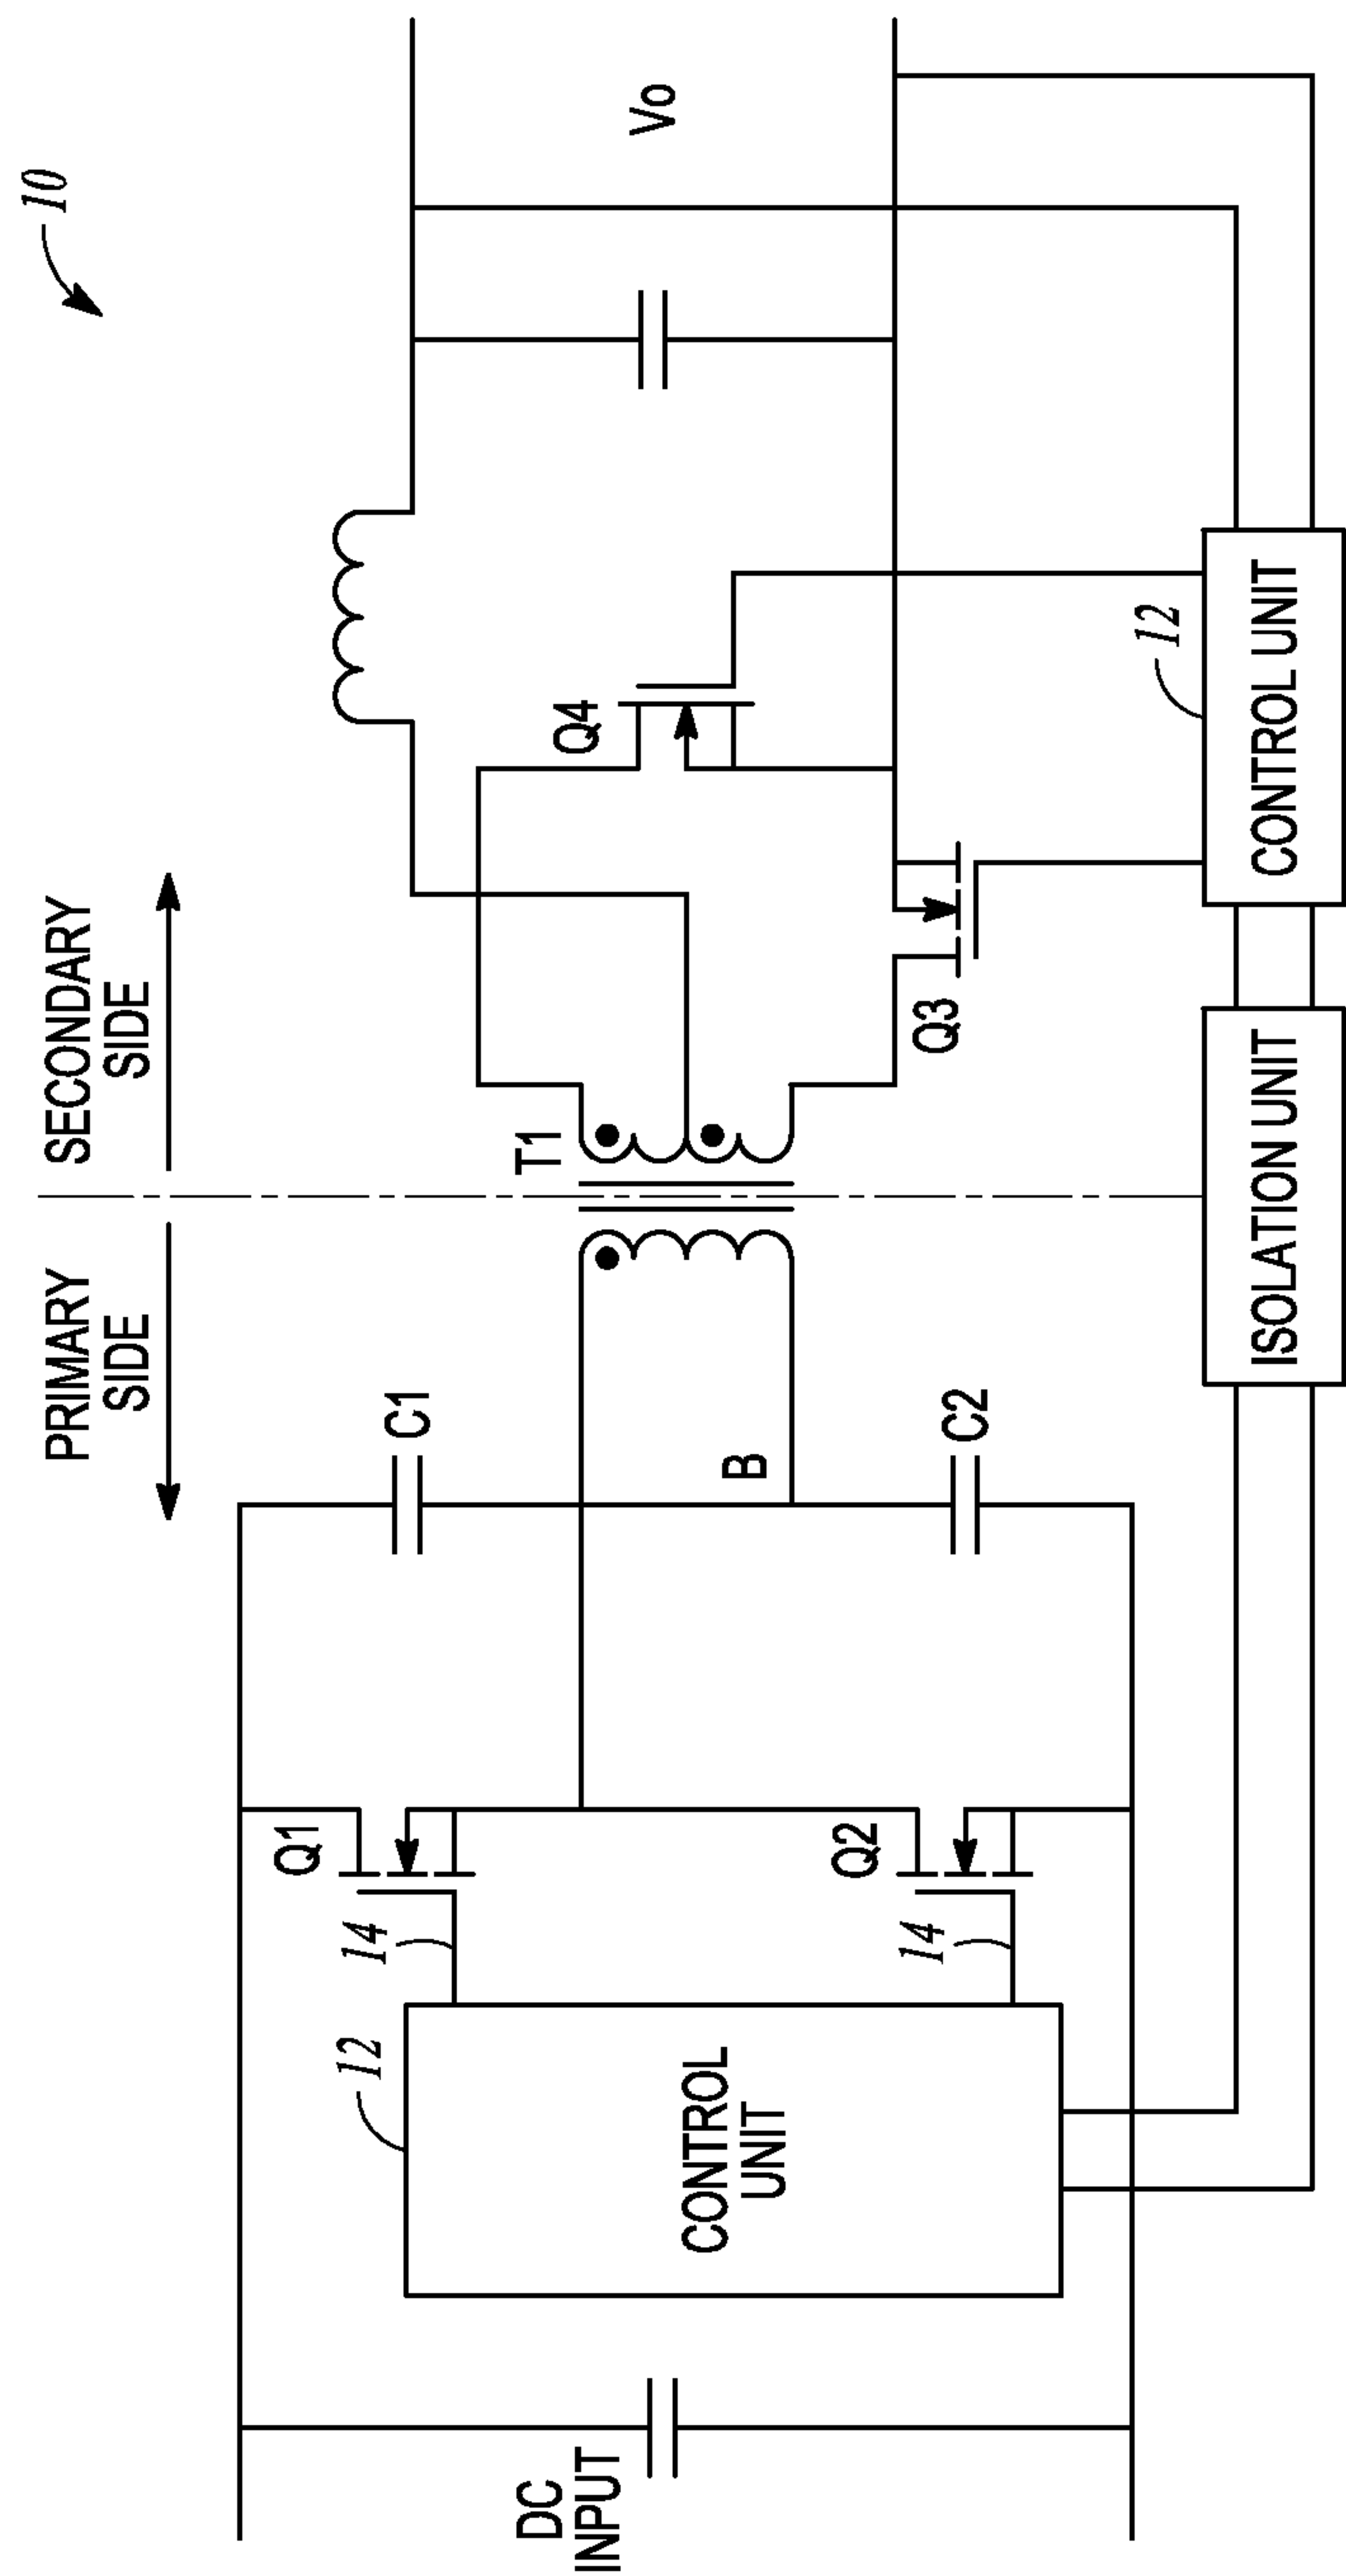 10
PRIMARY
SIDE
SECONDARY
SIDE
DC
INPUT
12
CONTROL
UNIT
14
Q1
14
Q2
C1
B
C2
T1
Q3
Q4
Vo
ISOLATION UNIT
12
CONTROL UNIT